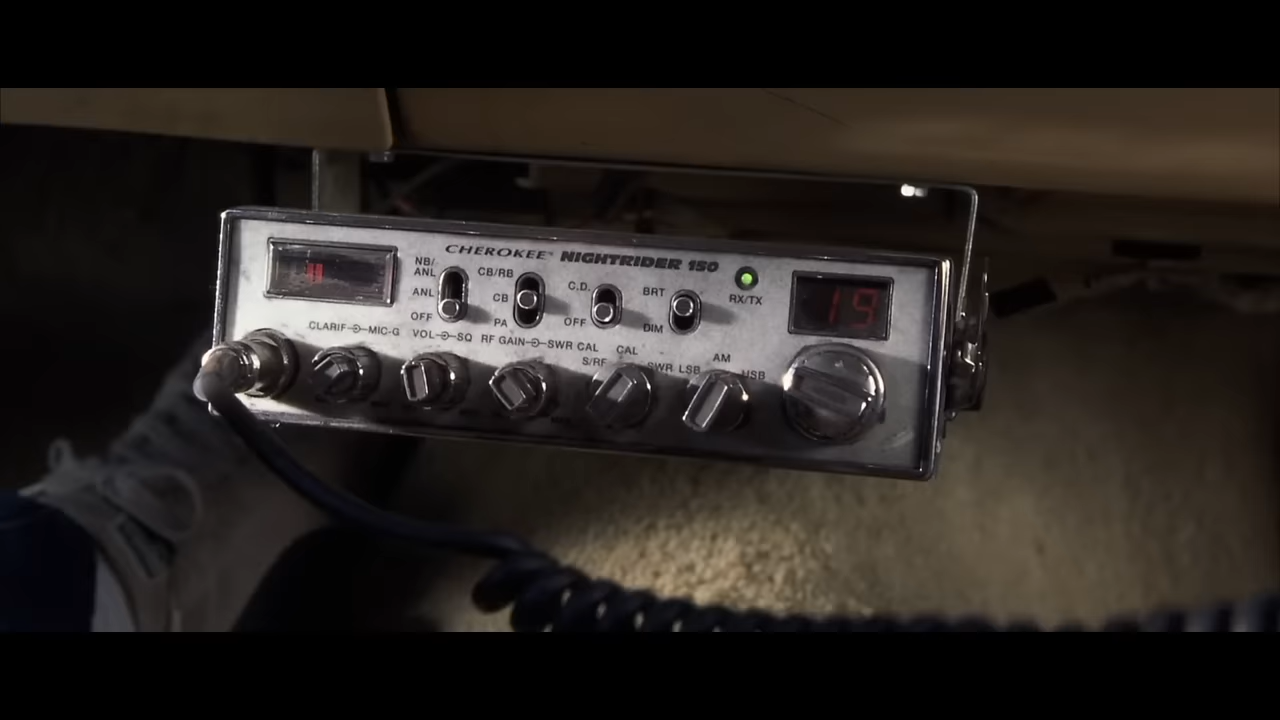 CHEROKEE NIGHTRIDER 150
NB/
ANL
ANL
OFF
CB/RB
CB
PA
C.D.
OFF
BRT
DIM
RX/TX
19
CLARIF MIC-G
VOL SQ
RF GAIN SWR CAL
CAL
S/RF
SWR
LSB
AM
USB